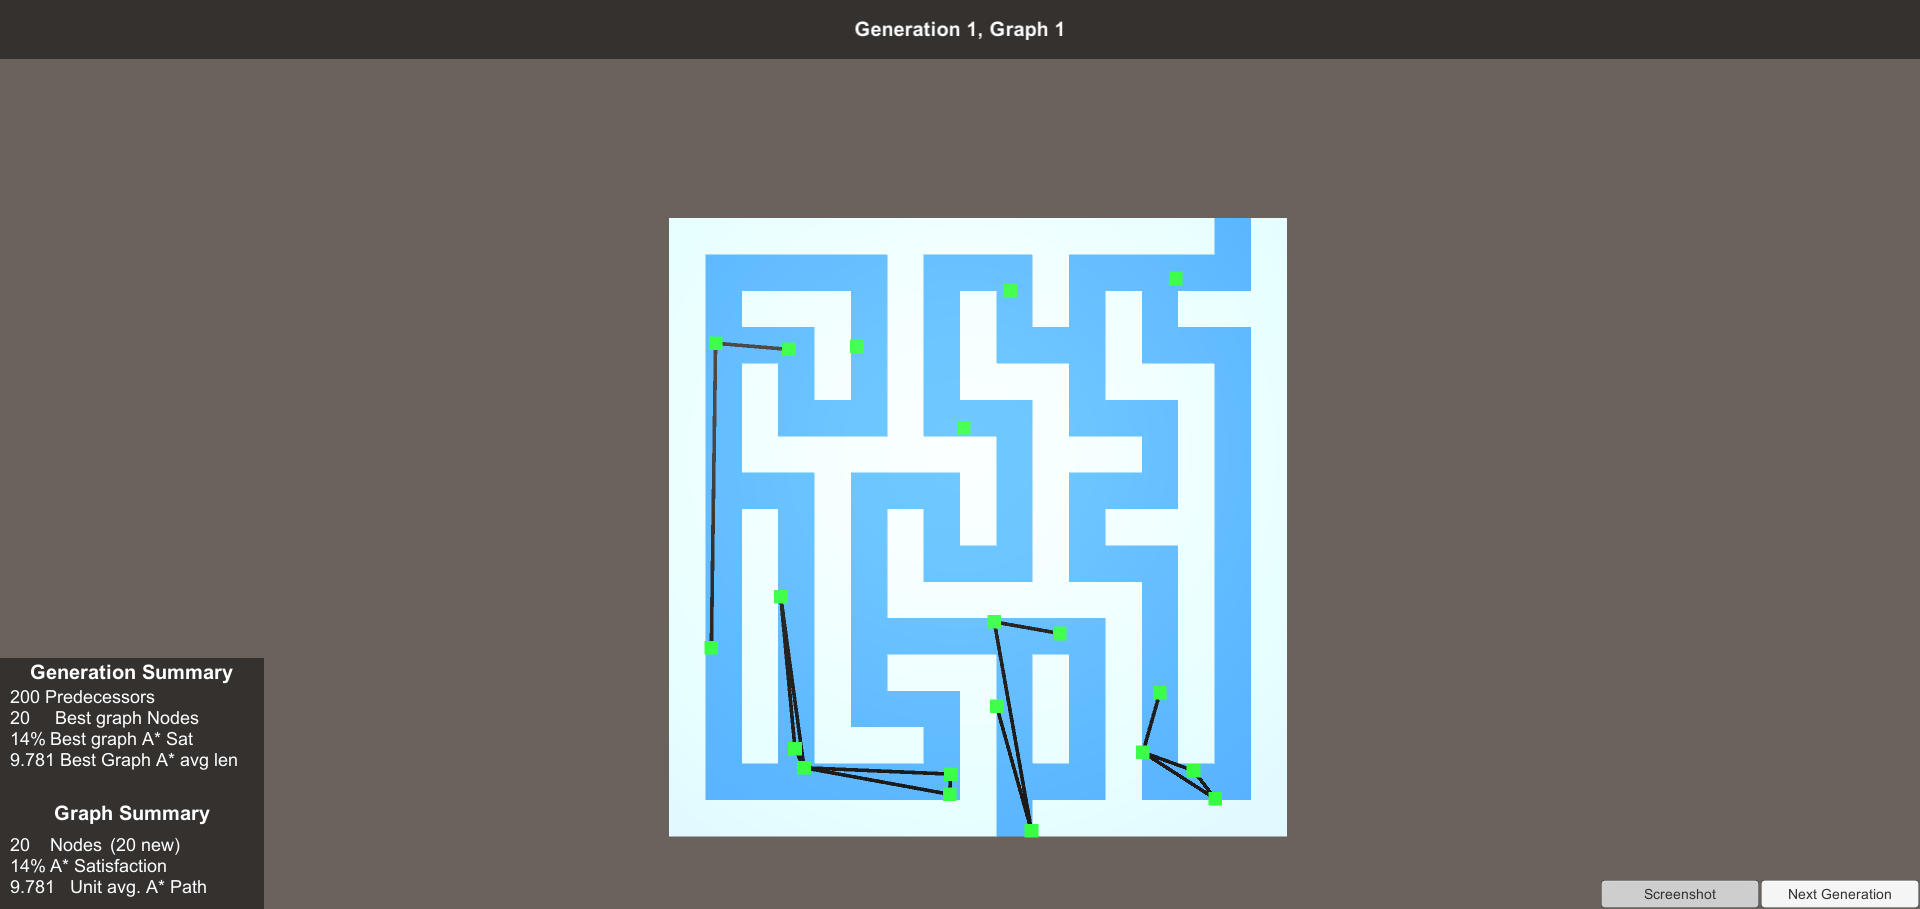 Generation 1, Graph 1
Generation Summary
200 Predecessors
20 Best graph Nodes
14% Best graph A* Sat
9.781 Best Graph A* avg len
Graph Summary
20 Nodes (20 new)
14% A* Satisfaction
9.781 Unit avg. A* Path
Screenshot
Next Generation